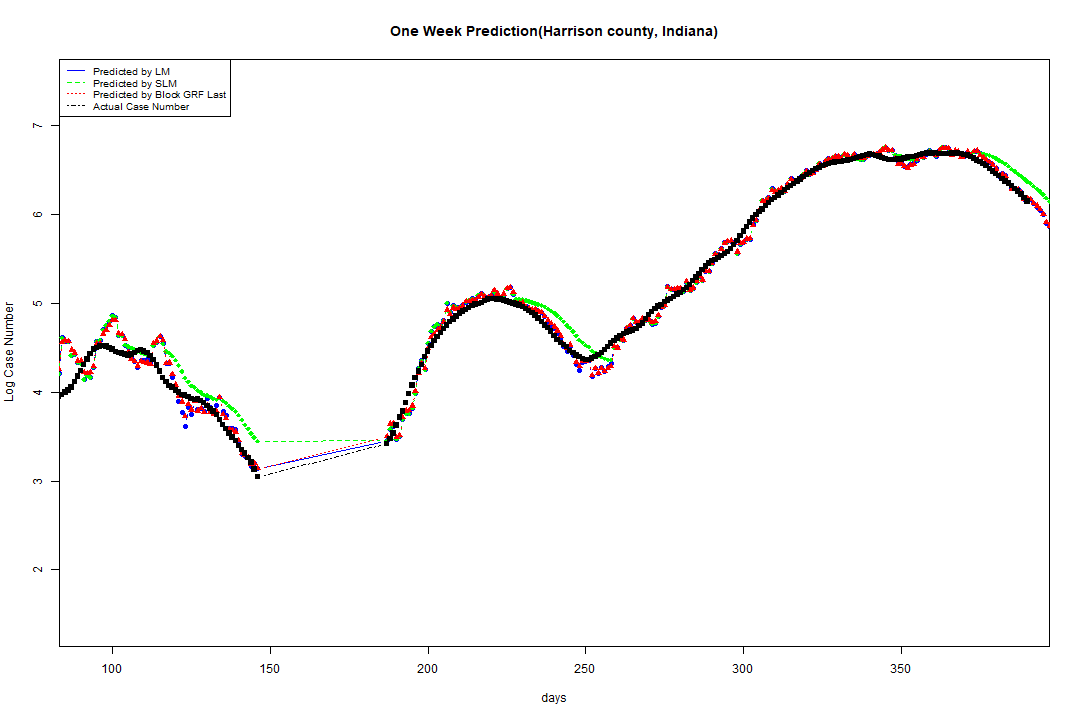 One Week Prediction(Harrison county, Indiana)
Predicted by LM
Predicted by SLM
Predicted by Block GRF Last
Actual Case Number
Log Case Number
7
6
5
4
3
2
100 150 200 250 300 350
days